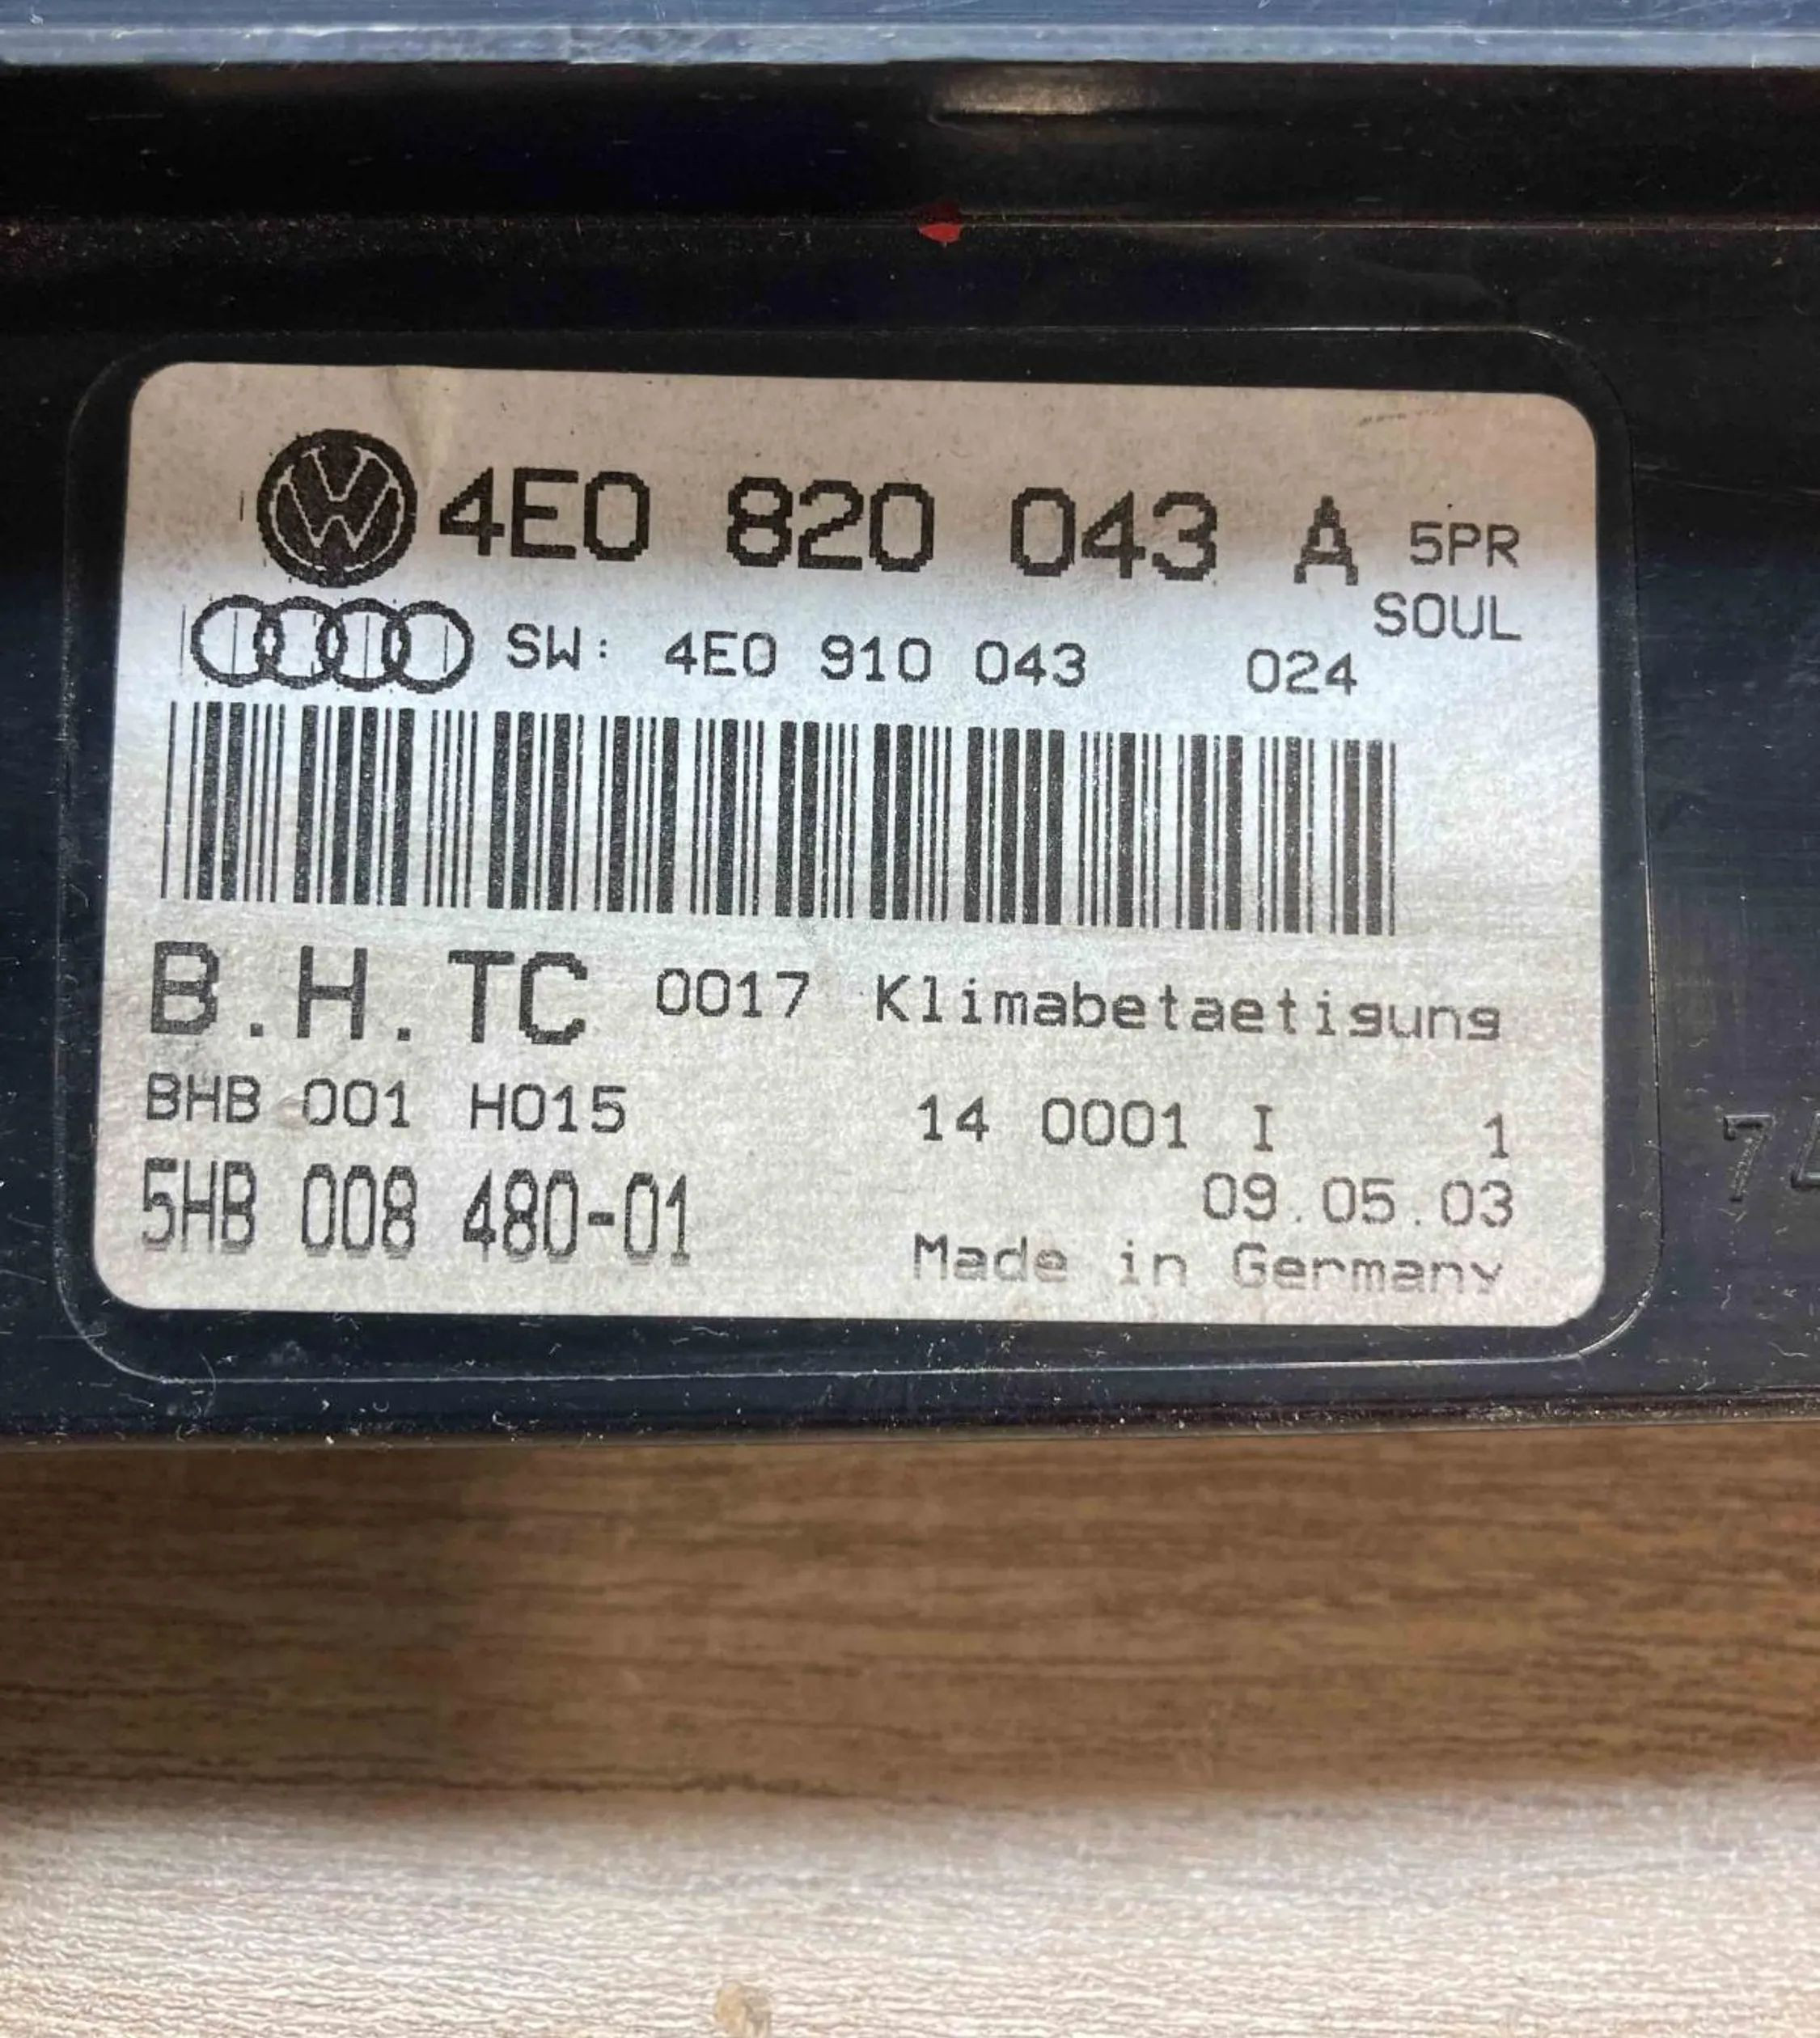 4E0 820 043 A 5PR
SOUL
SW: 4E0 910 043 024
B.H.TC 0017 Klimabetaetigung
BHB 001 H015 14 0001 I 1
09.05.03
5HB 008 480-01
Made in Germany